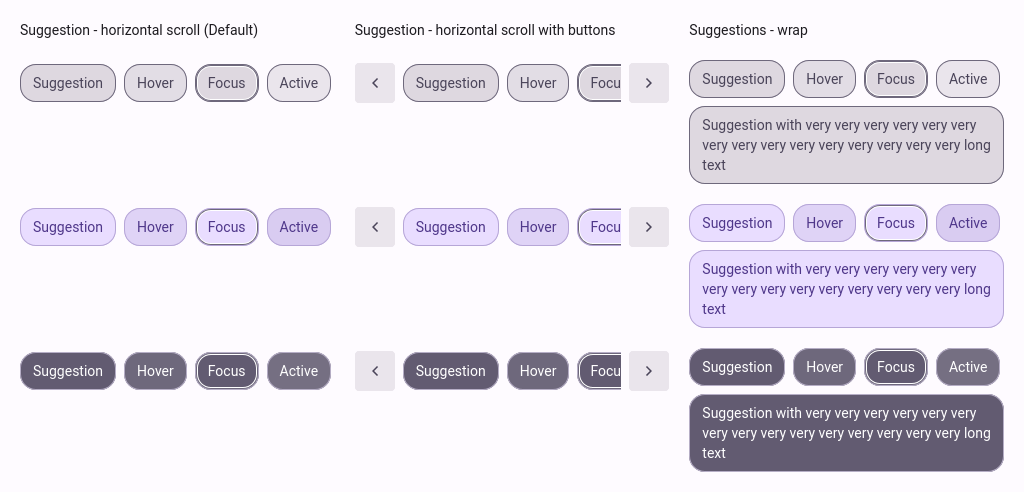 Suggestion - horizontal scroll (Default)
Suggestion - horizontal scroll with buttons
Suggestions - wrap
Suggestion Hover Focus Active
Suggestion Hover Focu
Suggestion Hover Focus Active
Suggestion with very very very very very very
very very very very very very very very very long
text
Suggestion Hover Focus Active
Suggestion Hover Focu
Suggestion Hover Focus Active
Suggestion with very very very very very very
very very very very very very very very very long
text
Suggestion Hover Focus Active
Suggestion Hover Focu
Suggestion Hover Focus Active
Suggestion with very very very very very very
very very very very very very very very very long
text